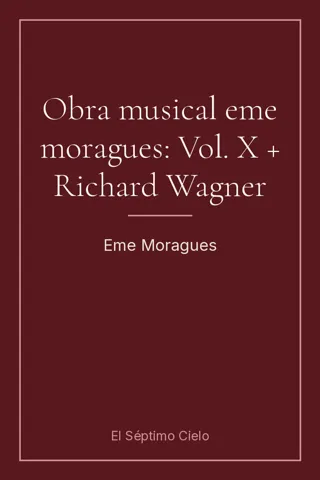 Obra musical eme
moragues: Vol. X +
Richard Wagner
Eme Moragues
El Séptimo Cielo